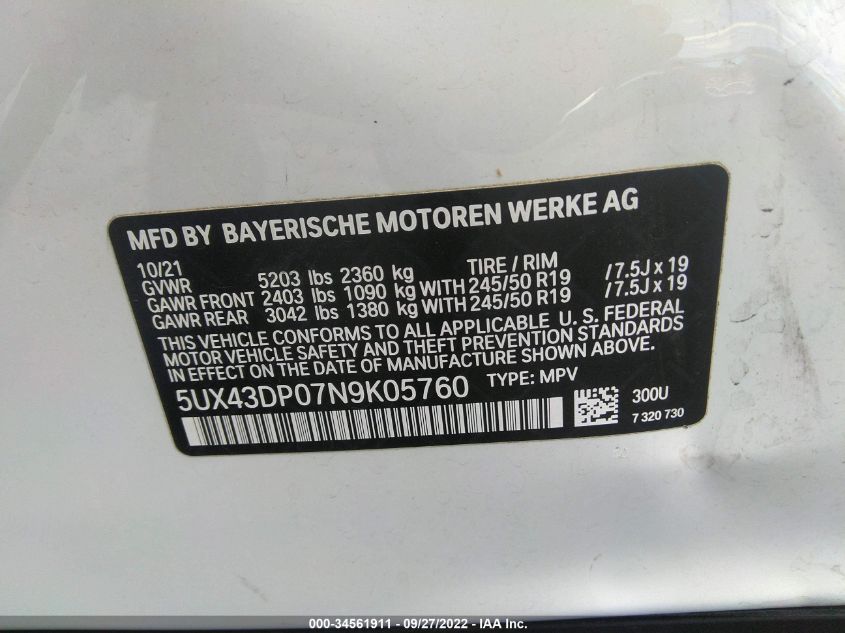 MFD BY BAYERISCHE MOTOREN WERKE AG
10/21 TIRE / RIM
GVWR 5203 lbs 2360 kg
GAWR FRONT 2403 lbs 1090 kg WITH 245/50 R19 / 7.5J x 19
GAWR REAR 3042 lbs 1380 kg WITH 245/50 R19 / 7.5J x 19
THIS VEHICLE CONFORMS TO ALL APPLICABLE U. S. FEDERAL
MOTOR VEHICLE SAFETY AND THEFT PREVENTION STANDARDS
IN EFFECT ON THE DATE OF MANUFACTURE SHOWN ABOVE.
5UX43DP07N9K05760 TYPE: MPV
300U
7 320 730
000-34561911 - 09/27/2022 - IAA Inc.